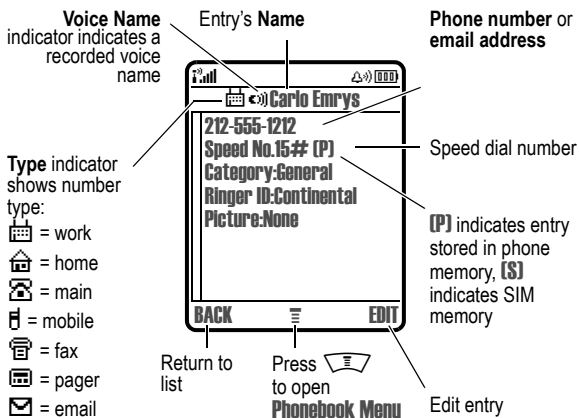 Voice Name
indicator indicates a
recorded voice
name
Entry's Name
Phone number or
email address
Carlo Emrys
212-555-1212
Speed No.15# (P)
Category:General
Ringer ID:Continental
Picture:None
BACK
EDIT
Speed dial number
(P) indicates entry
stored in phone
memory, (S)
indicates SIM
memory
Type indicator
shows number
type:
= work
= home
= main
= mobile
= fax
= pager
= email
Return to
list
Press
to open
Phonebook Menu
Edit entry